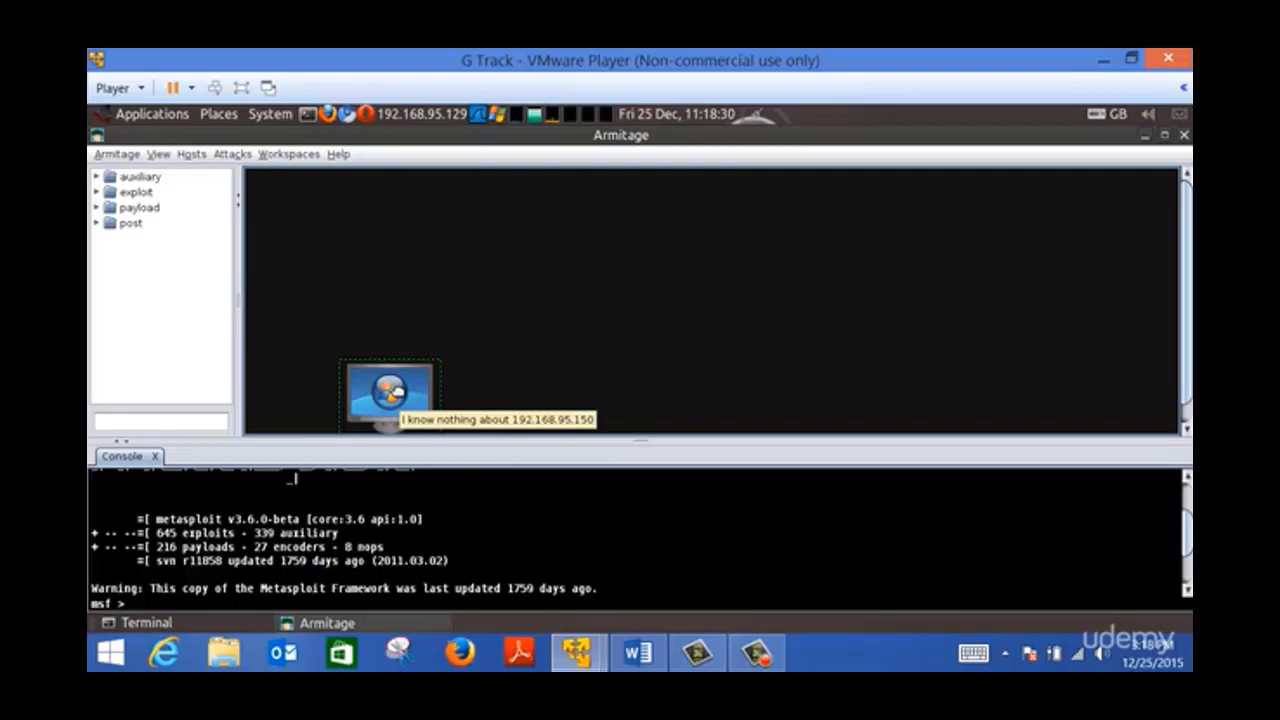 G Track - VMware Player (Non-commercial use only)
Player
Applications Places System 192.168.95.129 Fri 25 Dec, 11:18:30 GB
Armitage
Armitage View Hosts Attacks Workspaces Help
auxiliary
exploit
payload
post
I know nothing about 192.168.95.150
Console X
=[ metasploit v3.6.0-beta [core:3.6 api:1.0]
+ -- --=[ 645 exploits - 339 auxiliary
+ -- --=[ 216 payloads - 27 encoders - 8 nops
=[ svn r11858 updated 1759 days ago (2011.03.02)
Warning: This copy of the Metasploit Framework was last updated 1759 days ago.
msf >
Terminal Armitage
udemy
12/25/2015